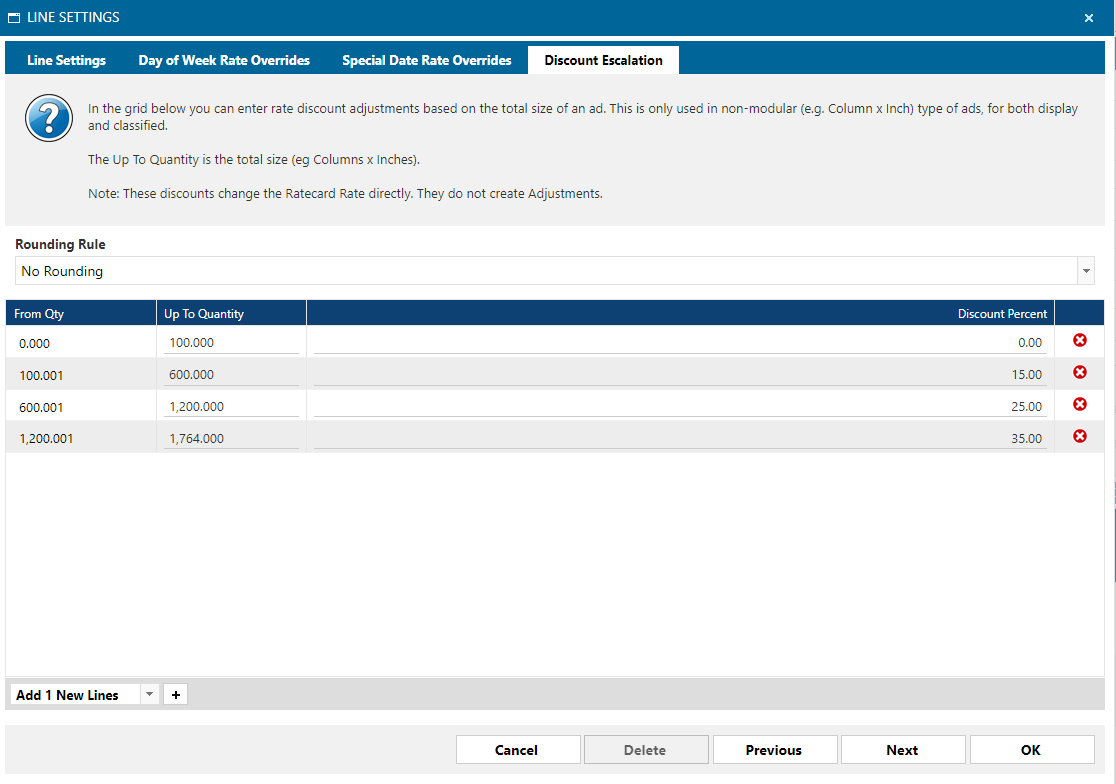 LINE SETTINGS
Line Settings Day of Week Rate Overrides Special Date Rate Overrides Discount Escalation
In the grid below you can enter rate discount adjustments based on the total size of an ad. This is only used in non-modular (e.g. Column x Inch) type of ads, for both display
and classified.
The Up To Quantity is the total size (eg Columns x Inches).
Note: These discounts change the Ratecard Rate directly. They do not create Adjustments.
Rounding Rule
No Rounding
From Qty Up To Quantity Discount Percent
0.000 100.000 0.00
100.001 600.000 15.00
600.001 1,200.000 25.00
1,200.001 1,764.000 35.00
Add 1 New Lines
Cancel Delete Previous Next OK